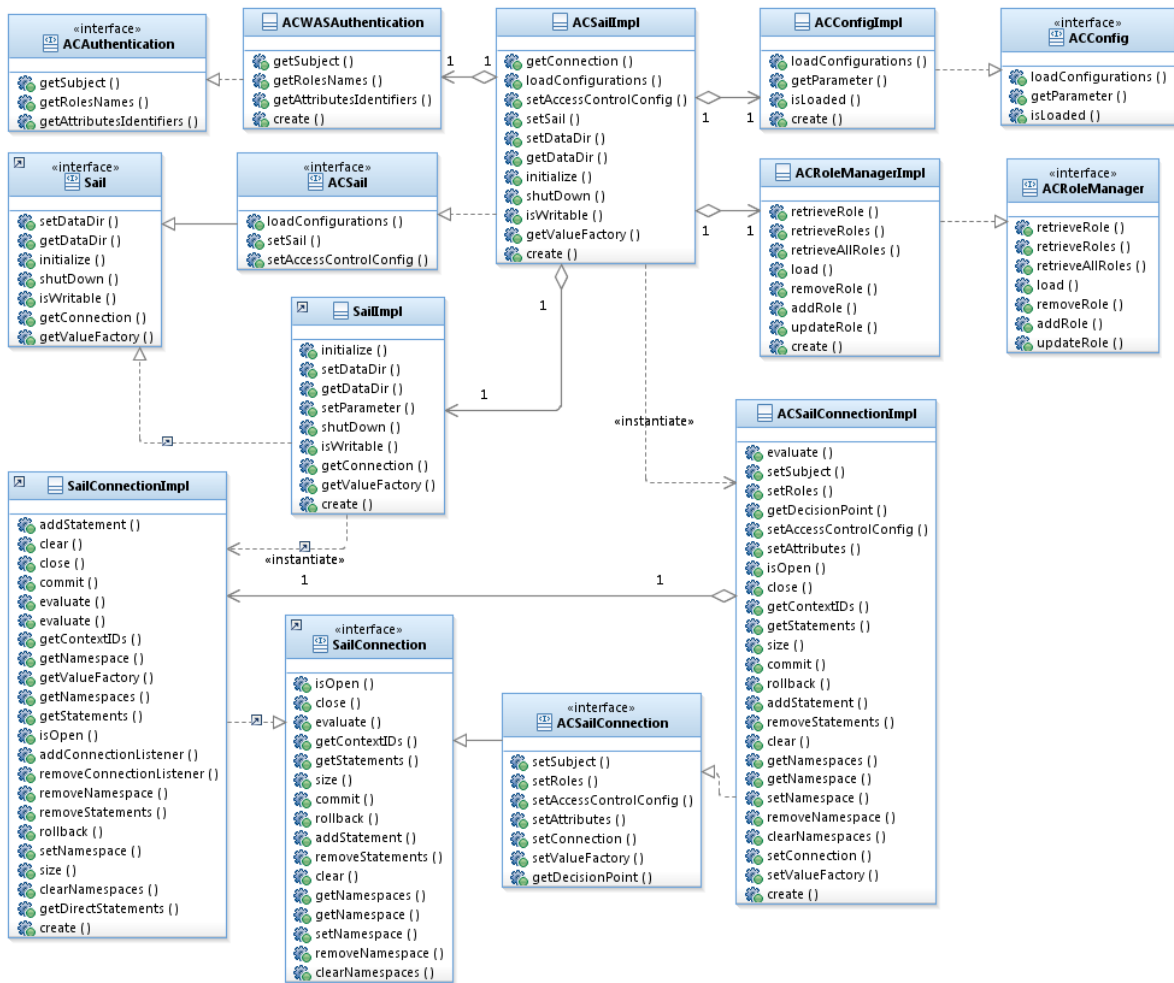 «interface»
ACAuthentication
getSubject ()
getRolesNames ()
getAttributesIdentifiers ()
ACWASAuthentication
getSubject ()
getRolesNames ()
getAttributesIdentifiers ()
create ()
1
1
ACSailImpl
getConnection ()
loadConfigurations ()
setAccessControlConfig ()
setSail ()
setDataDir ()
getDataDir ()
initialize ()
shutDown ()
isWritable ()
getValueFactory ()
create ()
1
1
ACConfigImpl
loadConfigurations ()
getParameter ()
isLoaded ()
create ()
«interface»
ACConfig
loadConfigurations ()
getParameter ()
isLoaded ()
«interface»
Sail
setDataDir ()
getDataDir ()
initialize ()
shutDown ()
isWritable ()
getConnection ()
getValueFactory ()
«interface»
ACSail
loadConfigurations ()
setSail ()
setAccessControlConfig ()
1
1
ACRoleManagerImpl
retrieveRole ()
retrieveRoles ()
retrieveAllRoles ()
load ()
removeRole ()
addRole ()
updateRole ()
create ()
«interface»
ACRoleManager
retrieveRole ()
retrieveRoles ()
retrieveAllRoles ()
load ()
removeRole ()
addRole ()
updateRole ()
SailImpl
initialize ()
setDataDir ()
getDataDir ()
setParameter ()
shutDown ()
isWritable ()
getConnection ()
getValueFactory ()
create ()
1
1
«instantiate»
ACSailConnectionImpl
evaluate ()
setSubject ()
setRoles ()
getDecisionPoint ()
setAccessControlConfig ()
setAttributes ()
isOpen ()
close ()
getContextIDs ()
getStatements ()
size ()
commit ()
rollback ()
addStatement ()
removeStatements ()
clear ()
getNamespaces ()
getNamespace ()
setNamespace ()
removeNamespace ()
clearNamespaces ()
setConnection ()
setValueFactory ()
create ()
SailConnectionImpl
addStatement ()
clear ()
close ()
commit ()
evaluate ()
evaluate ()
getContextIDs ()
getNamespace ()
getValueFactory ()
getNamespaces ()
getStatements ()
isOpen ()
addConnectionListener ()
removeConnectionListener ()
removeNamespace ()
removeStatements ()
rollback ()
setNamespace ()
size ()
clearNamespaces ()
getDirectStatements ()
create ()
«instantiate»
1
1
«interface»
SailConnection
isOpen ()
close ()
evaluate ()
getContextIDs ()
getStatements ()
size ()
commit ()
rollback ()
addStatement ()
removeStatements ()
clear ()
getNamespaces ()
getNamespace ()
setNamespace ()
removeNamespace ()
clearNamespaces ()
«interface»
ACSailConnection
setSubject ()
setRoles ()
setAccessControlConfig ()
setAttributes ()
setConnection ()
setValueFactory ()
getDecisionPoint ()